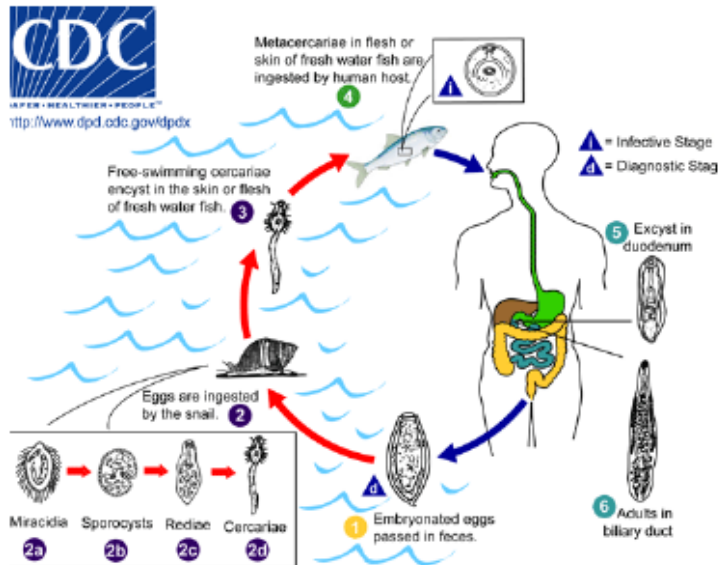 CDC
SAFER • HEALTHIER • PEOPLE™
http://www.dpd.cdc.gov/dpdx
Metacercariae in flesh or
skin of fresh water fish are
ingested by human host.
4
i
i = Infective Stage
d = Diagnostic Stag
Free-swimming cercariae
encyst in the skin or flesh
of fresh water fish.
3
5 Excyst in
duodenum
Eggs are ingested
by the snail.
2
d
1 Embryonated eggs
passed in feces.
6 Adults in
biliary duct
Miracidia Sporocysts Rediae Cercariae
2a 2b 2c 2d